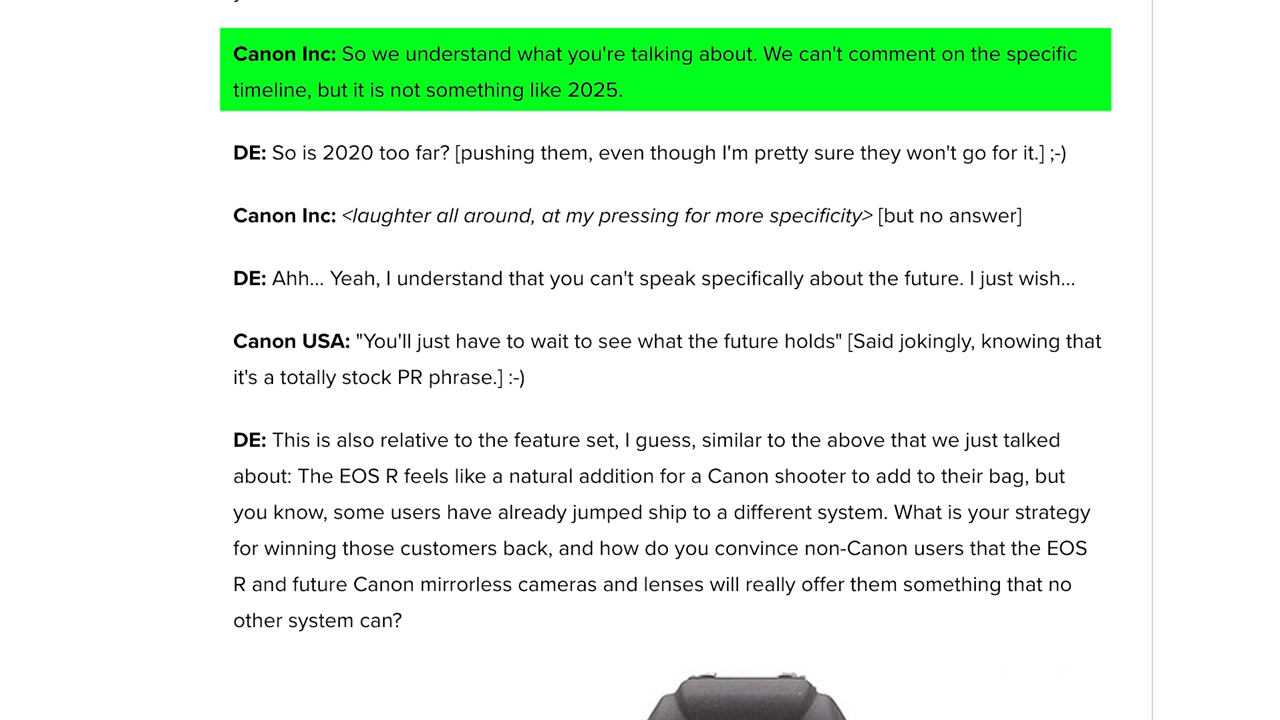 Canon Inc: So we understand what you're talking about. We can't comment on the specific
timeline, but it is not something like 2025.
DE: So is 2020 too far? [pushing them, even though I'm pretty sure they won't go for it.] ;-)
Canon Inc: <laughter all around, at my pressing for more specificity> [but no answer]
DE: Ahh... Yeah, I understand that you can't speak specifically about the future. I just wish...
Canon USA: "You'll just have to wait to see what the future holds" [Said jokingly, knowing that
it's a totally stock PR phrase.] :-)
DE: This is also relative to the feature set, I guess, similar to the above that we just talked
about: The EOS R feels like a natural addition for a Canon shooter to add to their bag, but
you know, some users have already jumped ship to a different system. What is your strategy
for winning those customers back, and how do you convince non-Canon users that the EOS
R and future Canon mirrorless cameras and lenses will really offer them something that no
other system can?